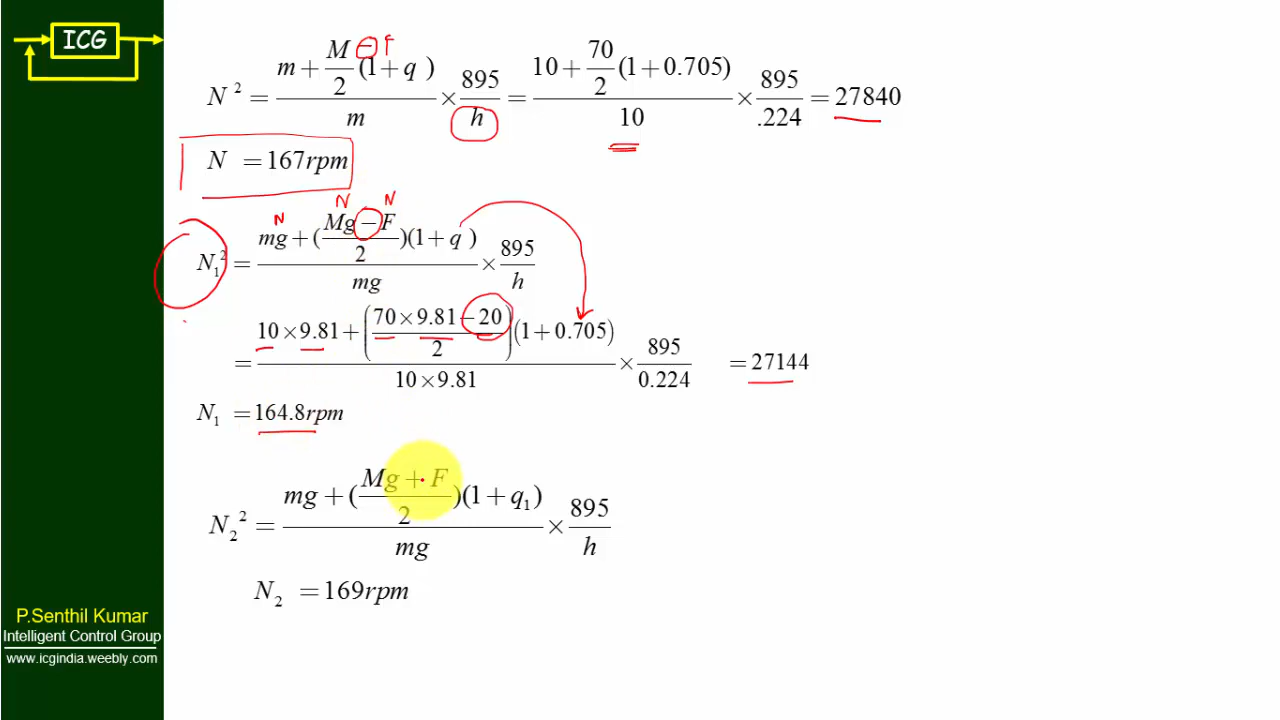 ICG
N² = (m + M/2 (1 + q)) / m × 895/h = (10 + 70/2 (1 + 0.705)) / 10 × 895/.224 = 27840
− F
N = 167rpm
N N N
N₁² = (mg + ((Mg − F)/2)(1 + q)) / mg × 895/h
= (10 × 9.81 + ((70 × 9.81 − 20)/2)(1 + 0.705)) / (10 × 9.81) × 895/0.224 = 27144
N₁ = 164.8rpm
N₂² = (mg + ((Mg + F)/2)(1 + q₁)) / mg × 895/h
N₂ = 169rpm
P.Senthil Kumar
Intelligent Control Group
www.icgindia.weebly.com